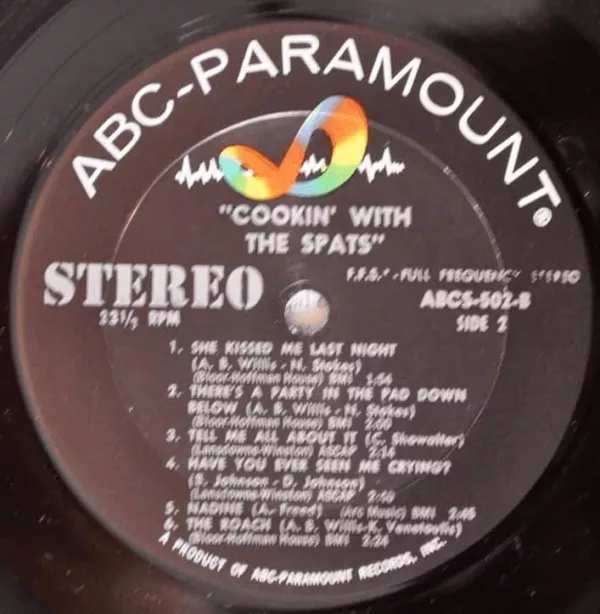 ABC-PARAMOUNT®
"COOKIN' WITH
THE SPATS"
STEREO
33 1/3 RPM
F.F.S.* - FULL FREQUENCY STEREO
ABCS-502-B
SIDE 2
1. SHE KISSED ME LAST NIGHT
(A. B. Willis - N. Stokes)
(Bloor-Hoffman House) BMI 1:54
2. THERE'S A PARTY IN THE PAD DOWN
BELOW (A. B. Willis - N. Stokes)
(Bloor-Hoffman House) BMI 2:00
3. TELL ME ALL ABOUT IT (C. Showalter)
(Lansdowne-Winston) ASCAP 2:14
4. HAVE YOU EVER SEEN ME CRYING?
(S. Johnson - D. Johnson)
(Lansdowne-Winston) ASCAP
5. NADINE (A. Freed) (Arc Music) BMI 2:45
6. THE ROACH (A. B. Willis-K. Venetoulis)
(Bloor-Hoffman House) BMI 2:24
A PRODUCT OF ABC-PARAMOUNT RECORDS, INC.